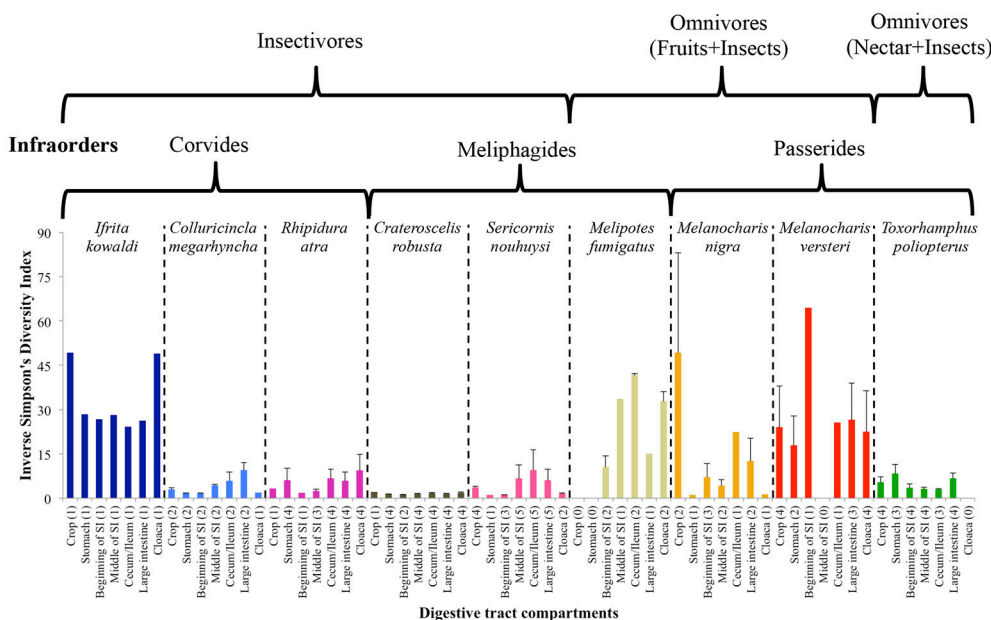 Insectivores
Omnivores
(Fruits+Insects)
Omnivores
(Nectar+Insects)
Infraorders
Corvides
Meliphagides
Passerides
Ifrita
kowaldi
Colluricincla
megarhyncha
Rhipidura
atra
Crateroscelis
robusta
Sericornis
nouhuysi
Melipotes
fumigatus
Melanocharis
nigra
Melanocharis
versteri
Toxorhamphus
poliopterus
Inverse Simpson's Diversity Index
90
75
60
45
30
15
0
Crop (1)
Stomach (1)
Beginning of SI (1)
Middle of SI (1)
Cecum/Ileum (1)
Large intestine (1)
Cloaca (1)
Crop (2)
Stomach (2)
Beginning of SI (2)
Middle of SI (2)
Cecum/Ileum (2)
Large intestine (2)
Cloaca (1)
Crop (1)
Stomach (4)
Beginning of SI (1)
Middle of SI (3)
Cecum/Ileum (4)
Large intestine (4)
Cloaca (4)
Crop (1)
Stomach (4)
Beginning of SI (4)
Middle of SI (4)
Cecum/Ileum (4)
Large intestine (4)
Cloaca (4)
Crop (4)
Stomach (1)
Beginning of SI (3)
Middle of SI (5)
Cecum/Ileum (5)
Large intestine (5)
Cloaca (2)
Crop (0)
Stomach (0)
Beginning of SI (2)
Middle of SI (1)
Cecum/Ileum (2)
Large intestine (1)
Cloaca (2)
Crop (2)
Stomach (1)
Beginning of SI (3)
Middle of SI (2)
Cecum/Ileum (1)
Large intestine (2)
Cloaca (1)
Crop (4)
Stomach (2)
Beginning of SI (1)
Middle of SI (0)
Cecum/Ileum (1)
Large intestine (3)
Cloaca (4)
Crop (4)
Stomach (3)
Beginning of SI (4)
Middle of SI (4)
Cecum/Ileum (3)
Large intestine (4)
Cloaca (0)
Digestive tract compartments